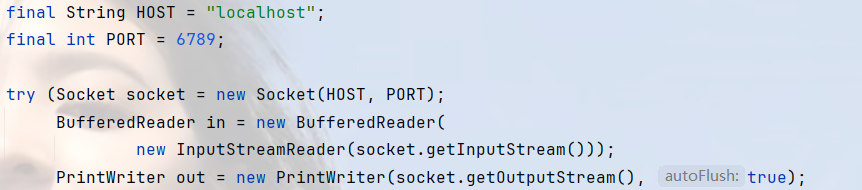 final String HOST = "localhost";
final int PORT = 6789;
try (Socket socket = new Socket(HOST, PORT);
BufferedReader in = new BufferedReader(
new InputStreamReader(socket.getInputStream()));
PrintWriter out = new PrintWriter(socket.getOutputStream(), autoFlush: true);